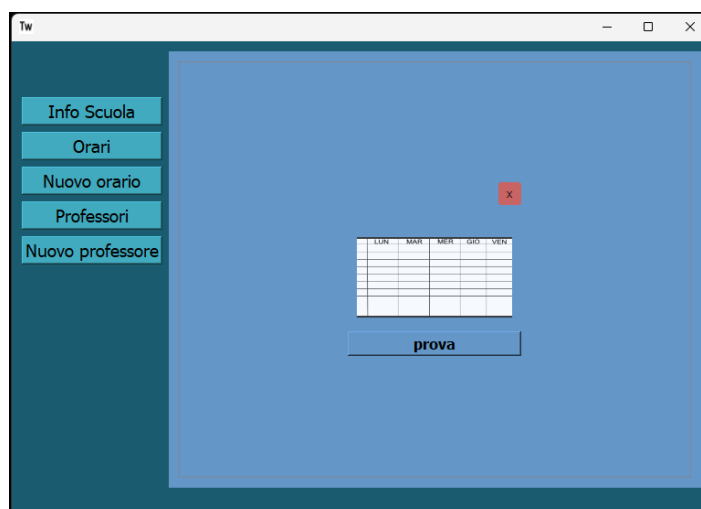 Tw
Info Scuola
Orari
Nuovo orario
Professori
Nuovo professore
x
LUN MAR MER GIO VEN
prova